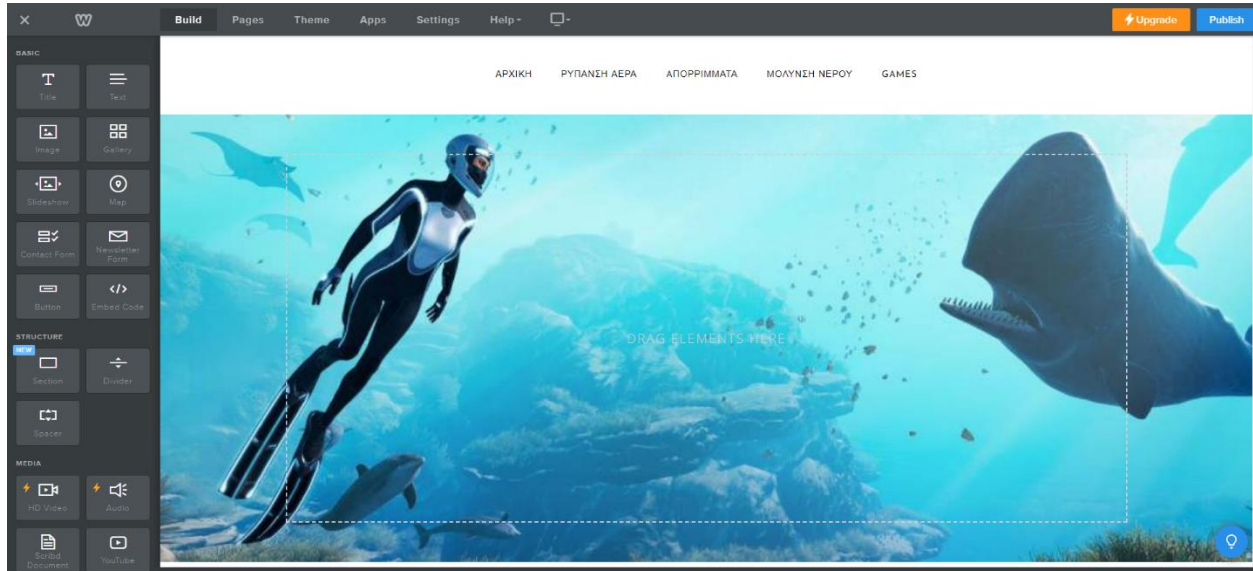 Build Pages Theme Apps Settings Help Upgrade Publish
BASIC
Title Text
Image Gallery
Slideshow Map
Contact Form Newsletter Form
Button Embed Code
STRUCTURE
NEW
Section Divider
Spacer
MEDIA
HD Video Audio
Scribd Document YouTube
ΑΡΧΙΚΗ ΡΥΠΑΝΣΗ ΑΕΡΑ ΑΠΟΡΡΙΜΜΑΤΑ ΜΟΛΥΝΣΗ ΝΕΡΟΥ GAMES
DRAG ELEMENTS HERE